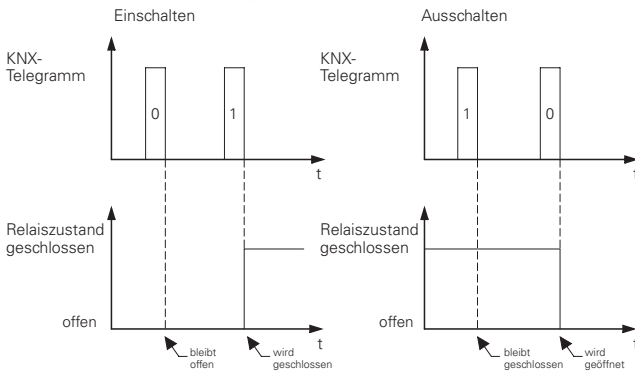 Einschalten
KNX-
Telegramm
0
1
t
Relaiszustand
geschlossen
offen
t
bleibt
offen
wird
geschlossen
Ausschalten
KNX-
Telegramm
1
0
t
Relaiszustand
geschlossen
offen
t
bleibt
geschlossen
wird
geöffnet